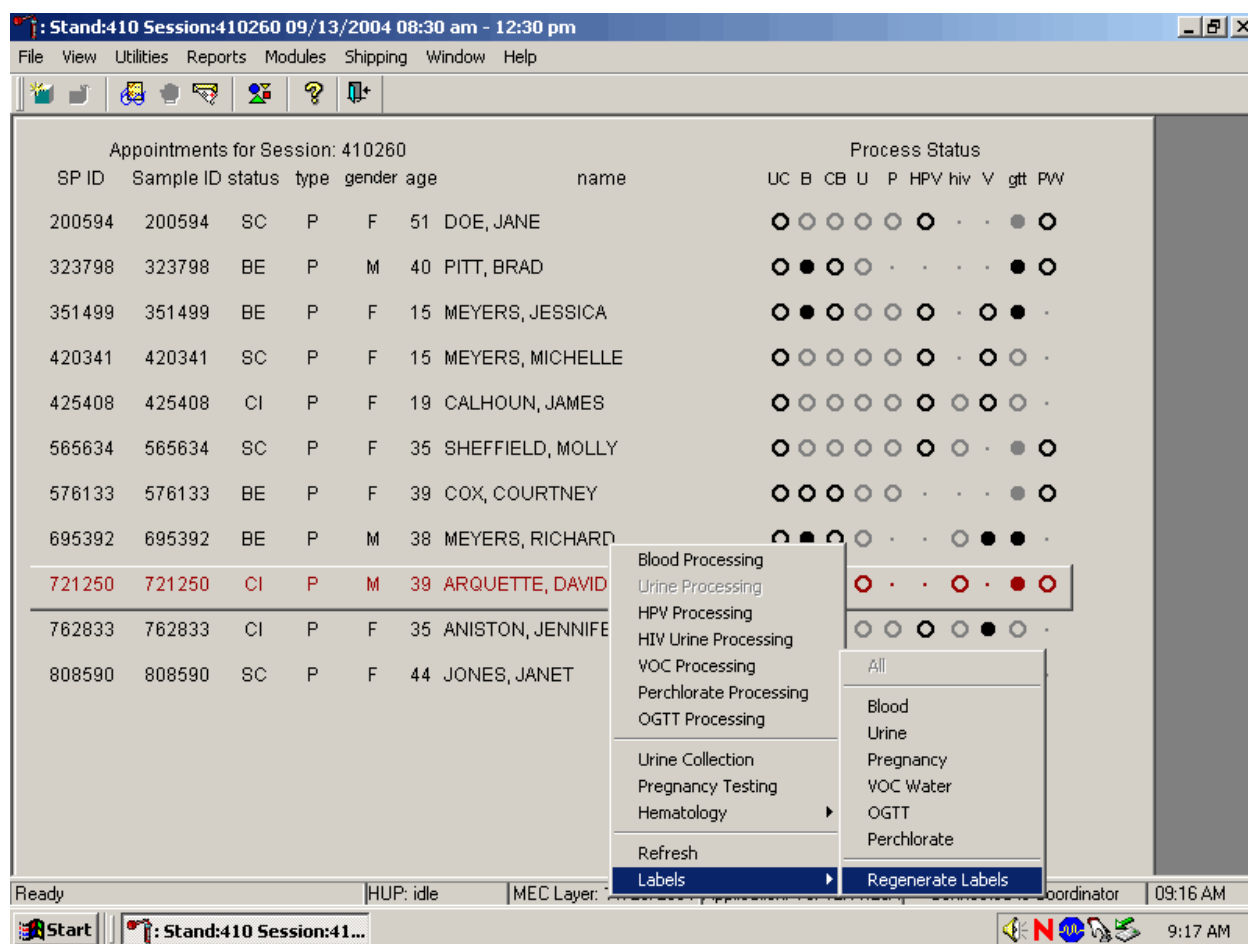 : Stand:410 Session:410260 09/13/2004 08:30 am - 12:30 pm
File View Utilities Reports Modules Shipping Window Help
Appointments for Session: 410260 Process Status
SP ID Sample ID status type gender age name UC B CB U P HPV hiv V gtt PW
200594 200594 SC P F 51 DOE, JANE
323798 323798 BE P M 40 PITT, BRAD
351499 351499 BE P F 15 MEYERS, JESSICA
420341 420341 SC P F 15 MEYERS, MICHELLE
425408 425408 CI P F 19 CALHOUN, JAMES
565634 565634 SC P F 35 SHEFFIELD, MOLLY
576133 576133 BE P F 39 COX, COURTNEY
695392 695392 BE P M 38 MEYERS, RICHARD
721250 721250 CI P M 39 ARQUETTE, DAVID
762833 762833 CI P F 35 ANISTON, JENNIFE
808590 808590 SC P F 44 JONES, JANET
Blood Processing
Urine Processing
HPV Processing
HIV Urine Processing
VOC Processing
Perchlorate Processing
OGTT Processing
Urine Collection
Pregnancy Testing
Hematology
Refresh
Labels
All
Blood
Urine
Pregnancy
VOC Water
OGTT
Perchlorate
Regenerate Labels
Ready HUP: idle MEC Layer: oordinator 09:16 AM
Start : Stand:410 Session:41... N 9:17 AM